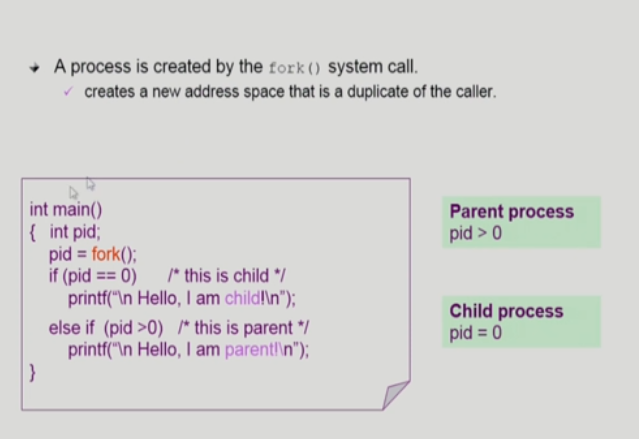 A process is created by the fork() system call.
✓ creates a new address space that is a duplicate of the caller.
int main()
{ int pid;
pid = fork();
if (pid == 0) /* this is child */
printf("\n Hello, I am child!\n");
else if (pid >0) /* this is parent */
printf("\n Hello, I am parent!\n");
}
Parent process
pid > 0
Child process
pid = 0